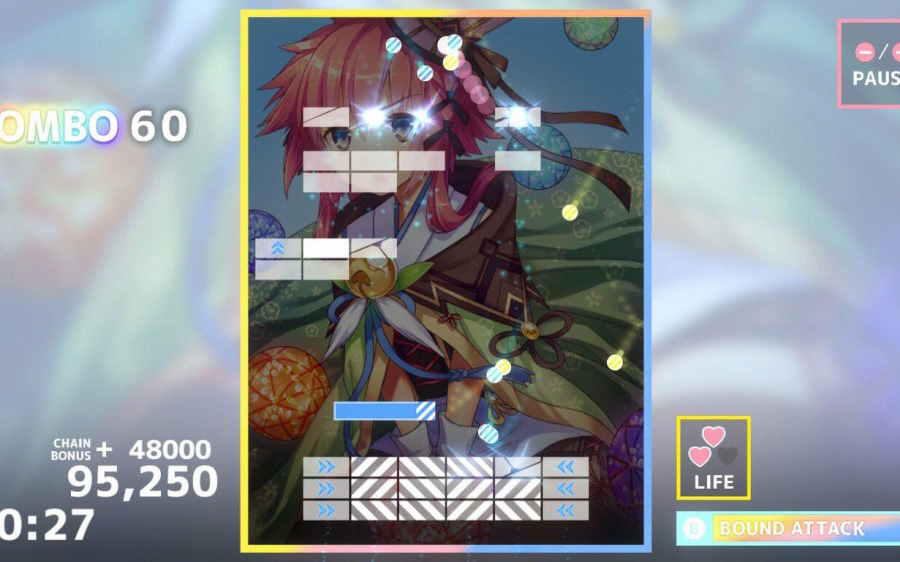 OMBO 60
PAUS
CHAIN
BONUS + 48000
95,250
0:27
LIFE
B BOUND ATTACK